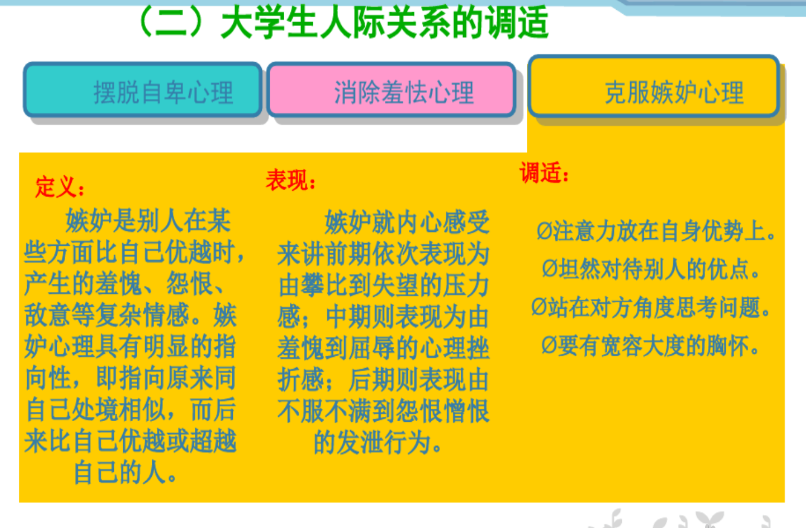 （二）大学生人际关系的调适
摆脱自卑心理
消除羞怯心理
克服嫉妒心理
定义：
嫉妒是别人在某
些方面比自己优越时，
产生的羞愧、怨恨、
敌意等复杂情感。嫉
妒心理具有明显的指
向性，即指向原来同
自己处境相似，而后
来比自己优越或超越
自己的人。
表现：
嫉妒就内心感受
来讲前期依次表现为
由攀比到失望的压力
感；中期则表现为由
羞愧到屈辱的心理挫
折感；后期则表现由
不服不满到怨恨憎恨
的发泄行为。
调适：
Ø注意力放在自身优势上。
Ø坦然对待别人的优点。
Ø站在对方角度思考问题。
Ø要有宽容大度的胸怀。